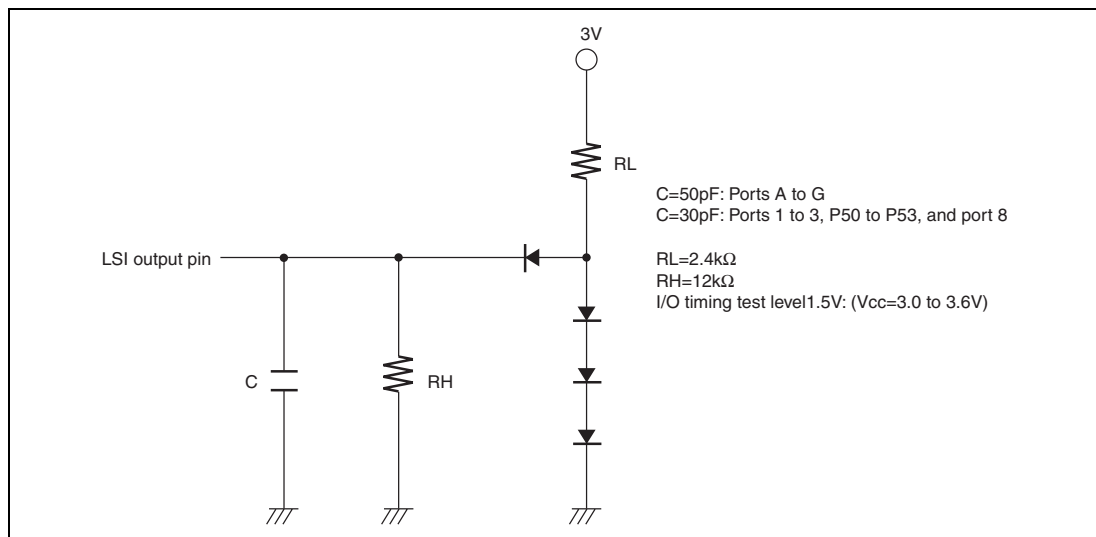 3V
RL
C=50pF: Ports A to G
C=30pF: Ports 1 to 3, P50 to P53, and port 8
LSI output pin
RL=2.4kΩ
RH=12kΩ
I/O timing test level1.5V: (Vcc=3.0 to 3.6V)
C
RH